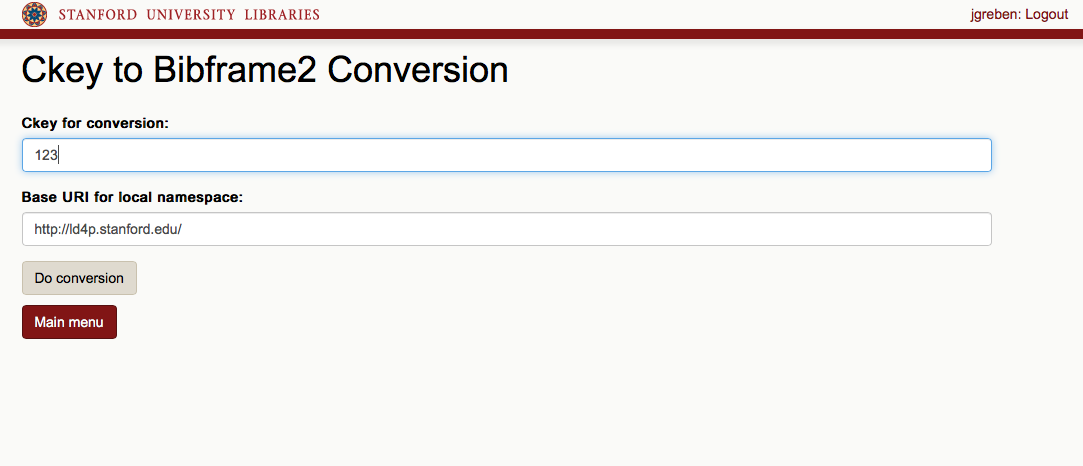 STANFORD UNIVERSITY LIBRARIES
jgreben: Logout
Ckey to Bibframe2 Conversion
Ckey for conversion:
123
Base URI for local namespace:
http://ld4p.stanford.edu/
Do conversion
Main menu